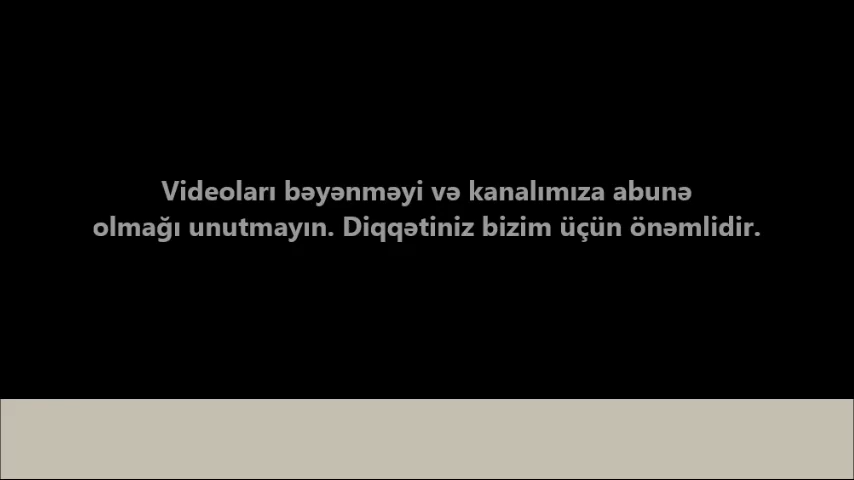 Videoları bəyənməyi və kanalımıza abunə
olmağı unutmayın. Diqqətiniz bizim üçün önəmlidir.